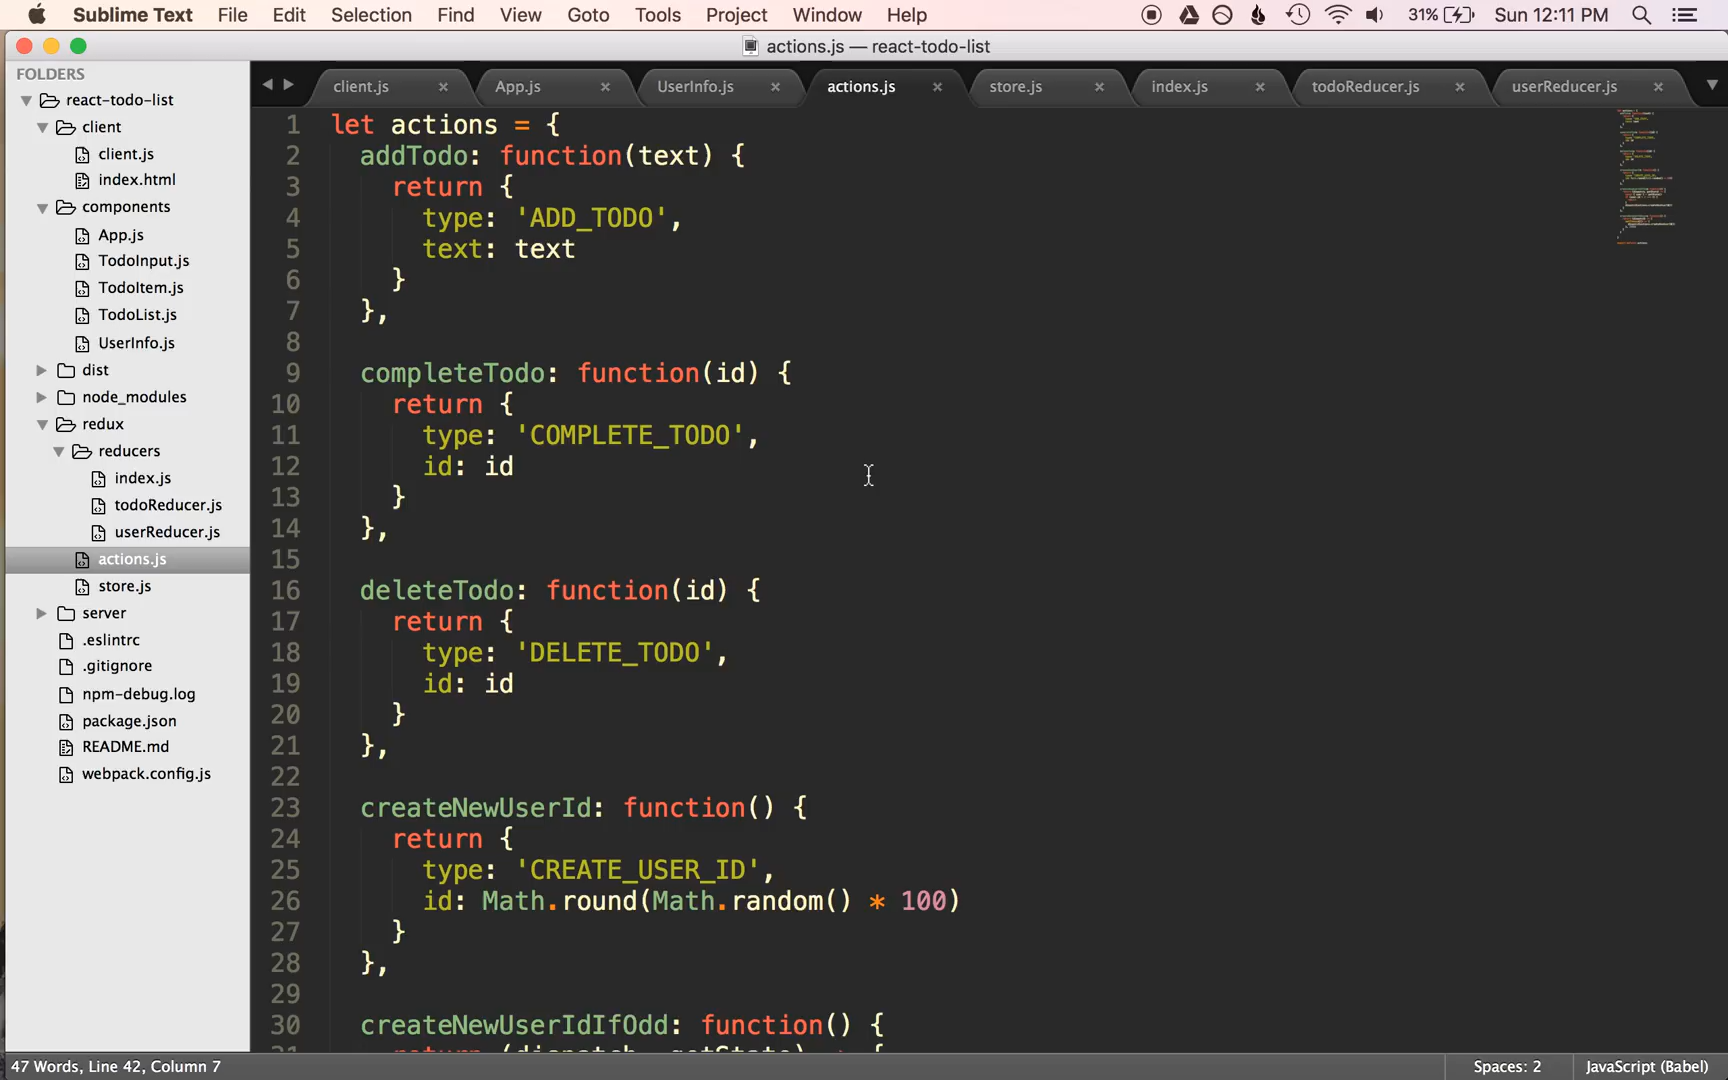 Sublime Text File Edit Selection Find View Goto Tools Project Window Help 31% Sun 12:11 PM
actions.js — react-todo-list
FOLDERS
react-todo-list
client
client.js
index.html
components
App.js
TodoInput.js
TodoItem.js
TodoList.js
UserInfo.js
dist
node_modules
redux
reducers
index.js
todoReducer.js
userReducer.js
actions.js
store.js
server
.eslintrc
.gitignore
npm-debug.log
package.json
README.md
webpack.config.js
client.js × App.js × UserInfo.js × actions.js × store.js × index.js × todoReducer.js × userReducer.js ×
1 let actions = {
2 addTodo: function(text) {
3 return {
4 type: 'ADD_TODO',
5 text: text
6 }
7 },
8
9 completeTodo: function(id) {
10 return {
11 type: 'COMPLETE_TODO',
12 id: id
13 }
14 },
15
16 deleteTodo: function(id) {
17 return {
18 type: 'DELETE_TODO',
19 id: id
20 }
21 },
22
23 createNewUserId: function() {
24 return {
25 type: 'CREATE_USER_ID',
26 id: Math.round(Math.random() * 100)
27 }
28 },
29
30 createNewUserIdIfOdd: function() {
31 return (dispatch, getState) => {
47 Words, Line 42, Column 7 Spaces: 2 JavaScript (Babel)